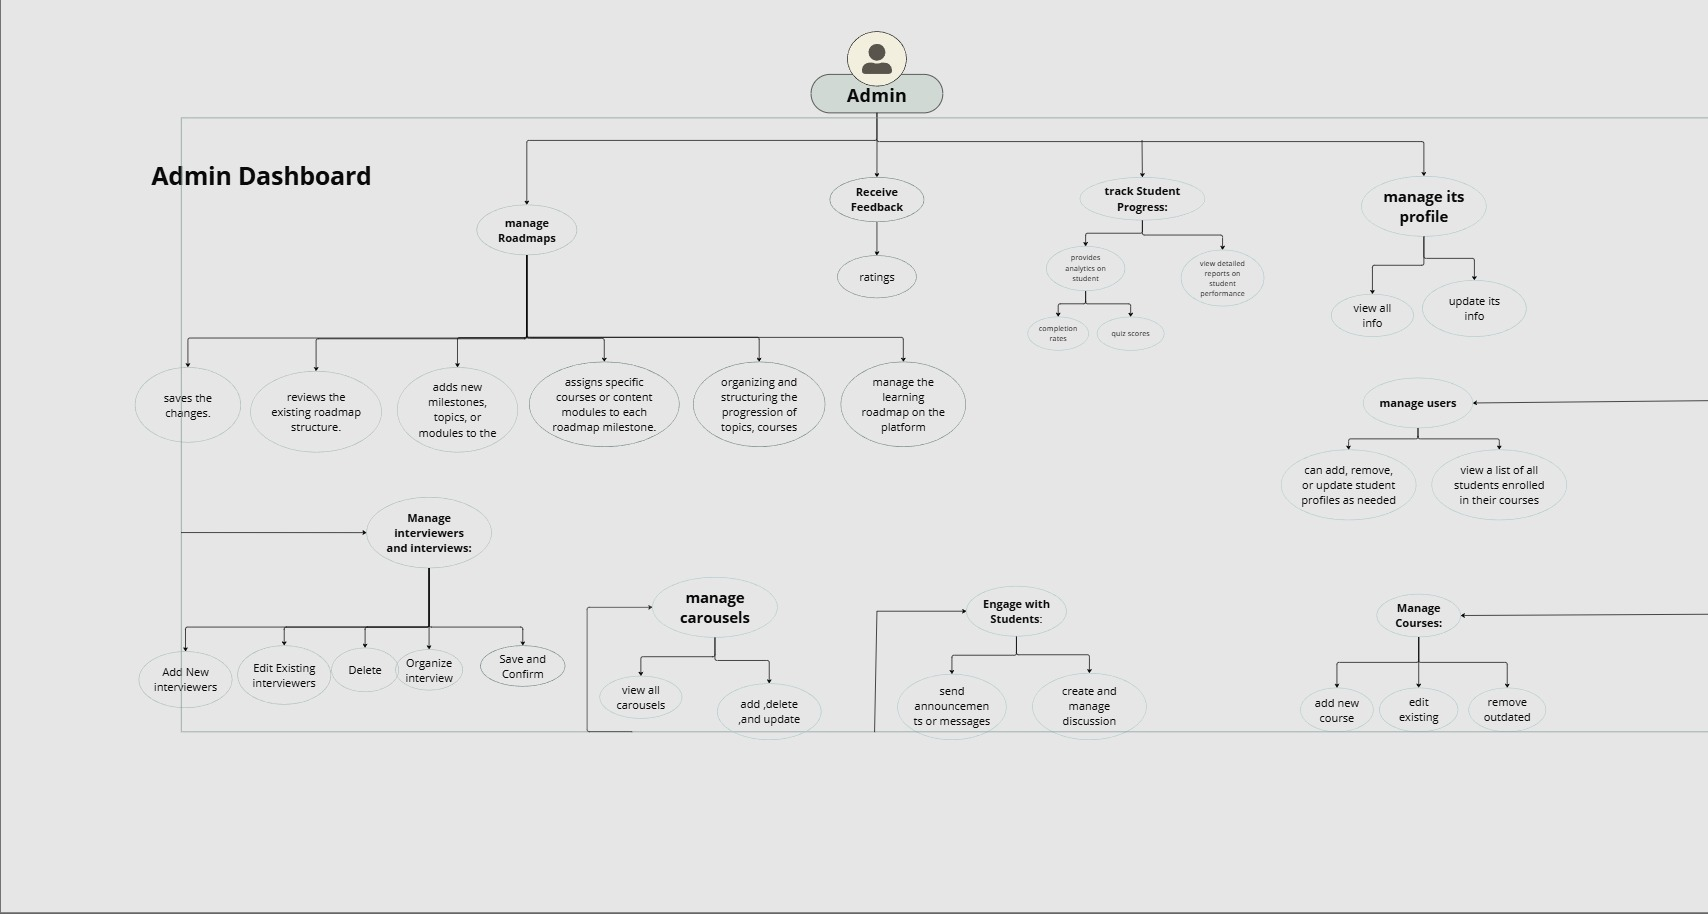 Admin
Admin Dashboard
manage
Roadmaps
Receive
Feedback
track Student
Progress:
manage its
profile
ratings
provides
analytics on
student
view detailed
reports on
student
performance
completion
rates
quiz scores
view all
info
update its
info
saves the
changes.
reviews the
existing roadmap
structure.
adds new
milestones,
topics, or
modules to the
assigns specific
courses or content
modules to each
roadmap milestone.
organizing and
structuring the
progression of
topics, courses
manage the
learning
roadmap on the
platform
manage users
can add, remove,
or update student
profiles as needed
view a list of all
students enrolled
in their courses
Manage
interviewers
and interviews:
Add New
interviewers
Edit Existing
interviewers
Delete
Organize
interview
Save and
Confirm
manage
carousels
view all
carousels
add ,delete
,and update
Engage with
Students:
send
announcemen
ts or messages
create and
manage
discussion
Manage
Courses:
add new
course
edit
existing
remove
outdated